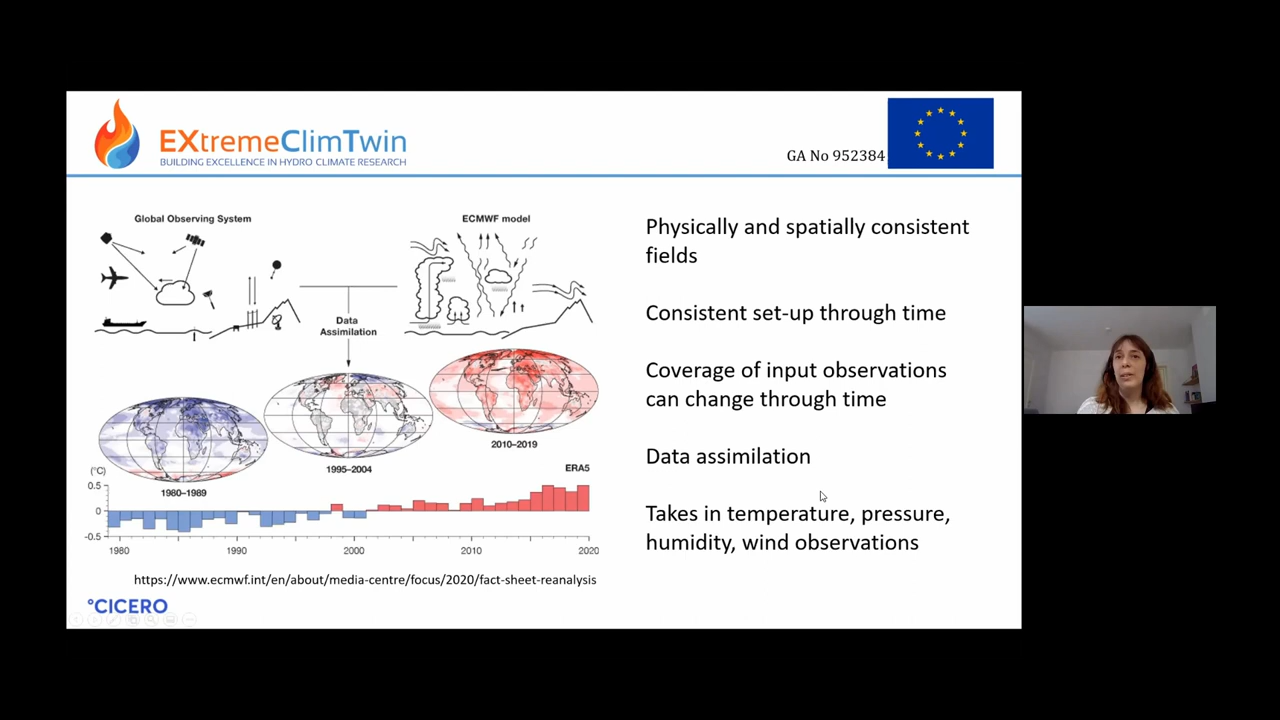 EXtremeClimTwin
BUILDING EXCELLENCE IN HYDRO CLIMATE RESEARCH
GA No 952384
Global Observing System
ECMWF model
Data
Assimilation
1980–1989
1995–2004
2010–2019
(°C)
ERA5
0.5
0
-0.5
1980
1990
2000
2010
2020
https://www.ecmwf.int/en/about/media-centre/focus/2020/fact-sheet-reanalysis
°CICERO
Physically and spatially consistent
fields
Consistent set-up through time
Coverage of input observations
can change through time
Data assimilation
Takes in temperature, pressure,
humidity, wind observations